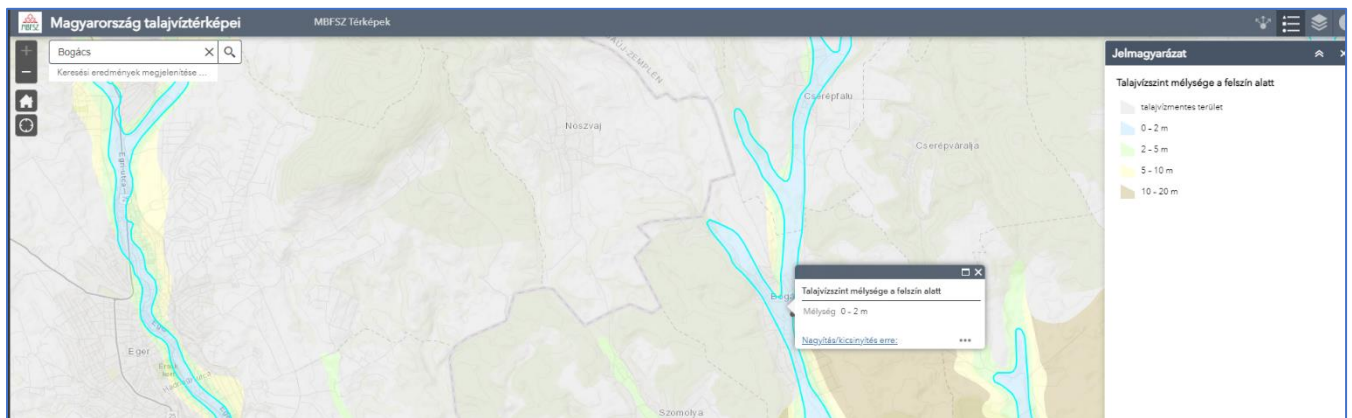 MBFSZ
Magyarország talajvíztérképei
MBFSZ Térképek
Bogács
Keresési eredmények megjelenítése ...
Jelmagyarázat
Talajvízszint mélysége a felszín alatt
talajvízmentes terület
0 - 2 m
2 - 5 m
5 - 10 m
10 - 20 m
Cserépfalu
Noszvaj
Cserépváralja
Talajvízszint mélysége a felszín alatt
Mélység 0 - 2 m
Nagyítás/kicsinyítés erre:
Eger
Eger
Szomolya